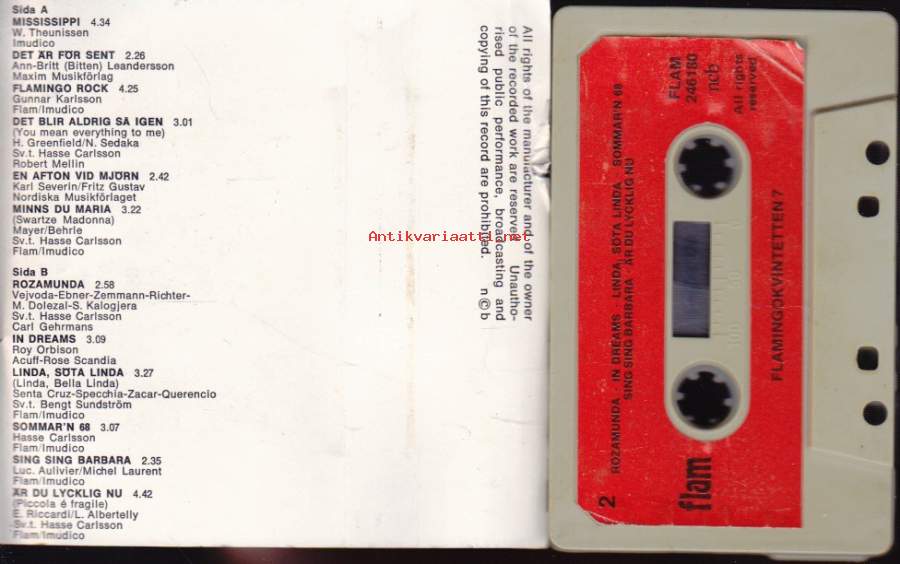 Sida A
MISSISSIPPI 4.34
W. Theunissen
Imudico
DET ÄR FÖR SENT 2.26
Ann-Britt (Bitten) Leandersson
Maxim Musikförlag
FLAMINGO ROCK 4.25
Gunnar Karlsson
Flam/Imudico
DET BLIR ALDRIG SÅ IGEN 3.01
(You mean everything to me)
H. Greenfield/N. Sedaka
Sv.t. Hasse Carlsson
Robert Mellin
EN AFTON VID MJÖRN 2.42
Karl Severin/Fritz Gustav
Nordiska Musikförlaget
MINNS DU MARIA 3.22
(Swartze Madonna)
Mayer/Behrle
Sv.t. Hasse Carlsson
Flam/Imudico
Sida B
ROZAMUNDA 2.58
Vejvoda-Ebner-Zemmann-Richter-
M. Dolezal-S. Kalogjera
Sv.t. Hasse Carlsson
Carl Gehrmans
IN DREAMS 3.09
Roy Orbison
Acuff-Rose Scandia
LINDA, SÖTA LINDA 3.27
(Linda, Bella Linda)
Senta Cruz-Specchia-Zacar-Querencio
Sv.t. Bengt Sundström
Flam/Imudico
SOMMAR'N 68 3.07
Hasse Carlsson
Flam/Imudico
SING SING BARBARA 2.35
Luc. Aulivier/Michel Laurent
Flam/Imudico
ÄR DU LYCKLIG NU 4.42
(Piccola é fragile)
E. Riccardi/L. Albertelly
Sv.t. Hasse Carlsson
Flam/Imudico
All rights of the manufacturer and of the owner
of the recorded work are reserved. Unautho-
rised public performance, broadcasting and
copying of this record are prohibited. n©b
Antikvariaatti.net
FLAM
246180
ncb
All rights
reserved
2
ROZAMUNDA · IN DREAMS · LINDA, SÖTA LINDA · SOMMAR'N 68
SING SING BARBARA · ÄR DU LYCKLIG NU
100 50 0
flam
FLAMINGOKVINTETTEN 7